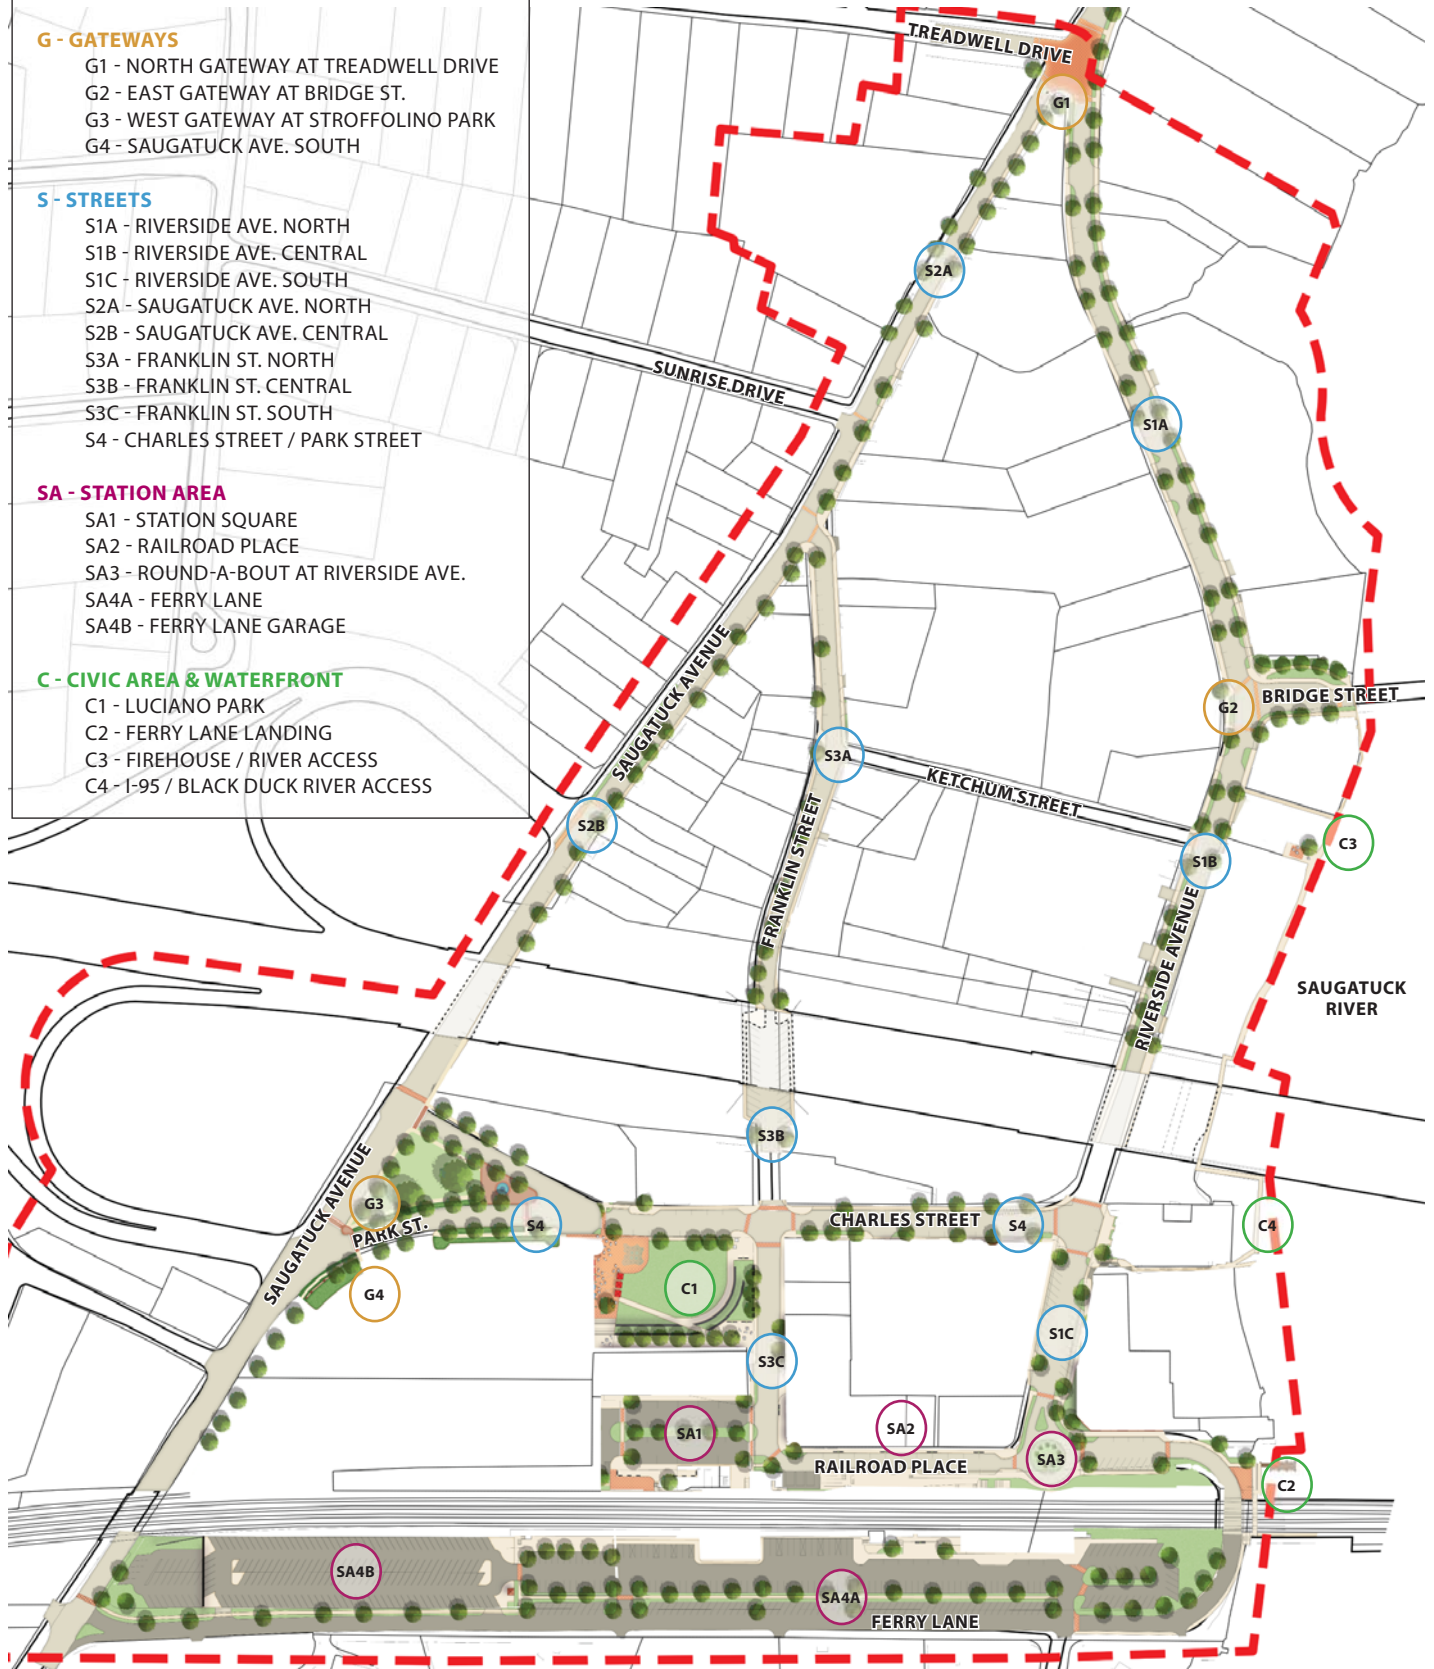 G - GATEWAYS
G1 - NORTH GATEWAY AT TREADWELL DRIVE
G2 - EAST GATEWAY AT BRIDGE ST.
G3 - WEST GATEWAY AT STROFFOLINO PARK
G4 - SAUGATUCK AVE. SOUTH
S - STREETS
S1A - RIVERSIDE AVE. NORTH
S1B - RIVERSIDE AVE. CENTRAL
S1C - RIVERSIDE AVE. SOUTH
S2A - SAUGATUCK AVE. NORTH
S2B - SAUGATUCK AVE. CENTRAL
S3A - FRANKLIN ST. NORTH
S3B - FRANKLIN ST. CENTRAL
S3C - FRANKLIN ST. SOUTH
S4 - CHARLES STREET / PARK STREET
SA - STATION AREA
SA1 - STATION SQUARE
SA2 - RAILROAD PLACE
SA3 - ROUND-A-BOUT AT RIVERSIDE AVE.
SA4A - FERRY LANE
SA4B - FERRY LANE GARAGE
C - CIVIC AREA & WATERFRONT
C1 - LUCIANO PARK
C2 - FERRY LANE LANDING
C3 - FIREHOUSE / RIVER ACCESS
C4 - I-95 / BLACK DUCK RIVER ACCESS
TREADWELL DRIVE
G1
S2A
SUNRISE DRIVE
S1A
SAUGATUCK AVENUE
BRIDGE STREET
G2
S3A
KETCHUM STREET
S2B
C3
S1B
FRANKLIN STREET
RIVERSIDE AVENUE
SAUGATUCK
RIVER
S3B
SAUGATUCK AVENUE
G3
PARK ST.
S4
CHARLES STREET
S4
C4
G4
C1
S1C
S3C
SA1
SA2
RAILROAD PLACE
SA3
C2
SA4B
SA4A
FERRY LANE